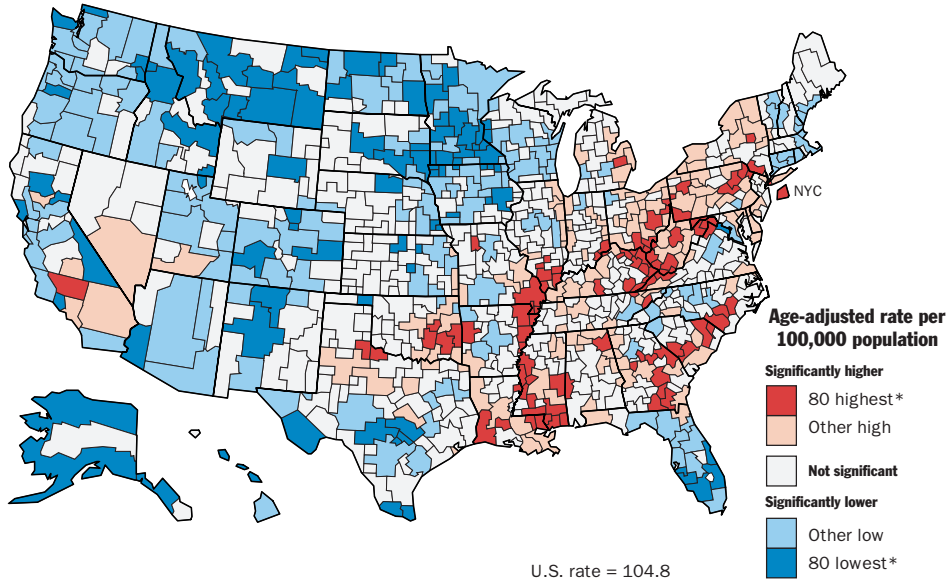 NYC
Age-adjusted rate per
100,000 population
Significantly higher
80 highest*
Other high
Not significant
Significantly lower
Other low
80 lowest*
U.S. rate = 104.8